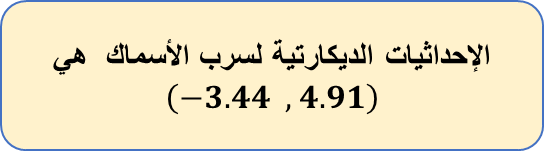 الإحداثيات الديكارتية لسرب الأسماك هي
(−3.44 , 4.91)